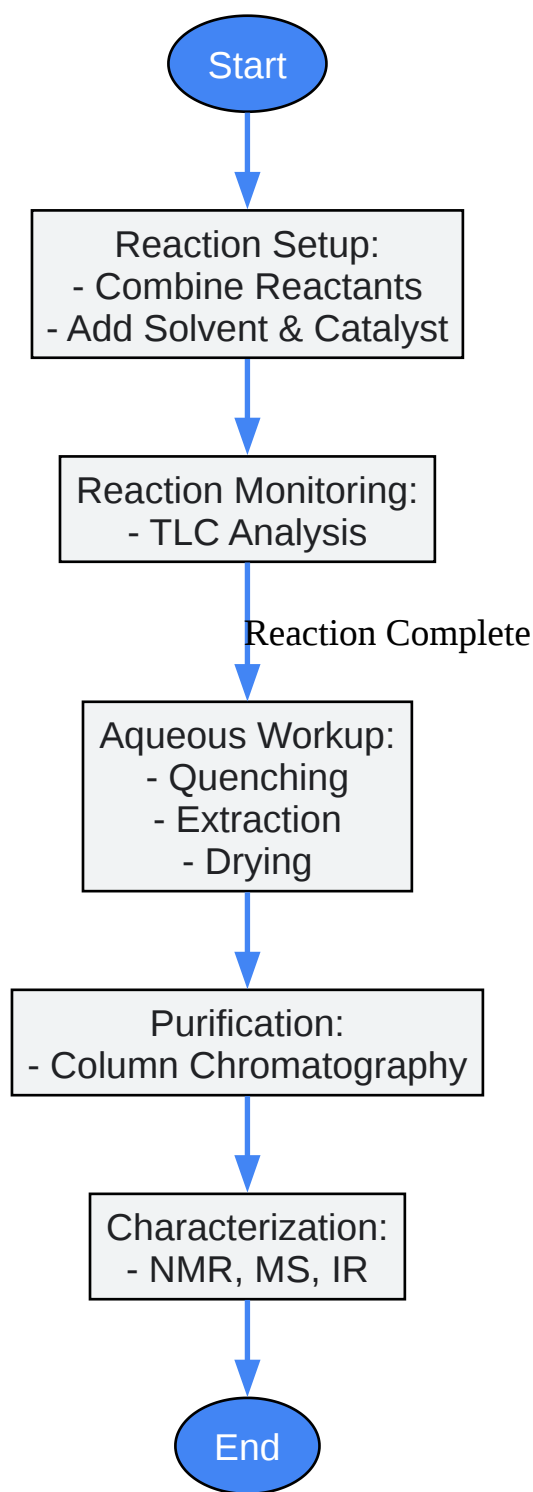 Start
Reaction Setup:
- Combine Reactants
- Add Solvent & Catalyst
Reaction Monitoring:
- TLC Analysis
Reaction Complete
Aqueous Workup:
- Quenching
- Extraction
- Drying
Purification:
- Column Chromatography
Characterization:
- NMR, MS, IR
End